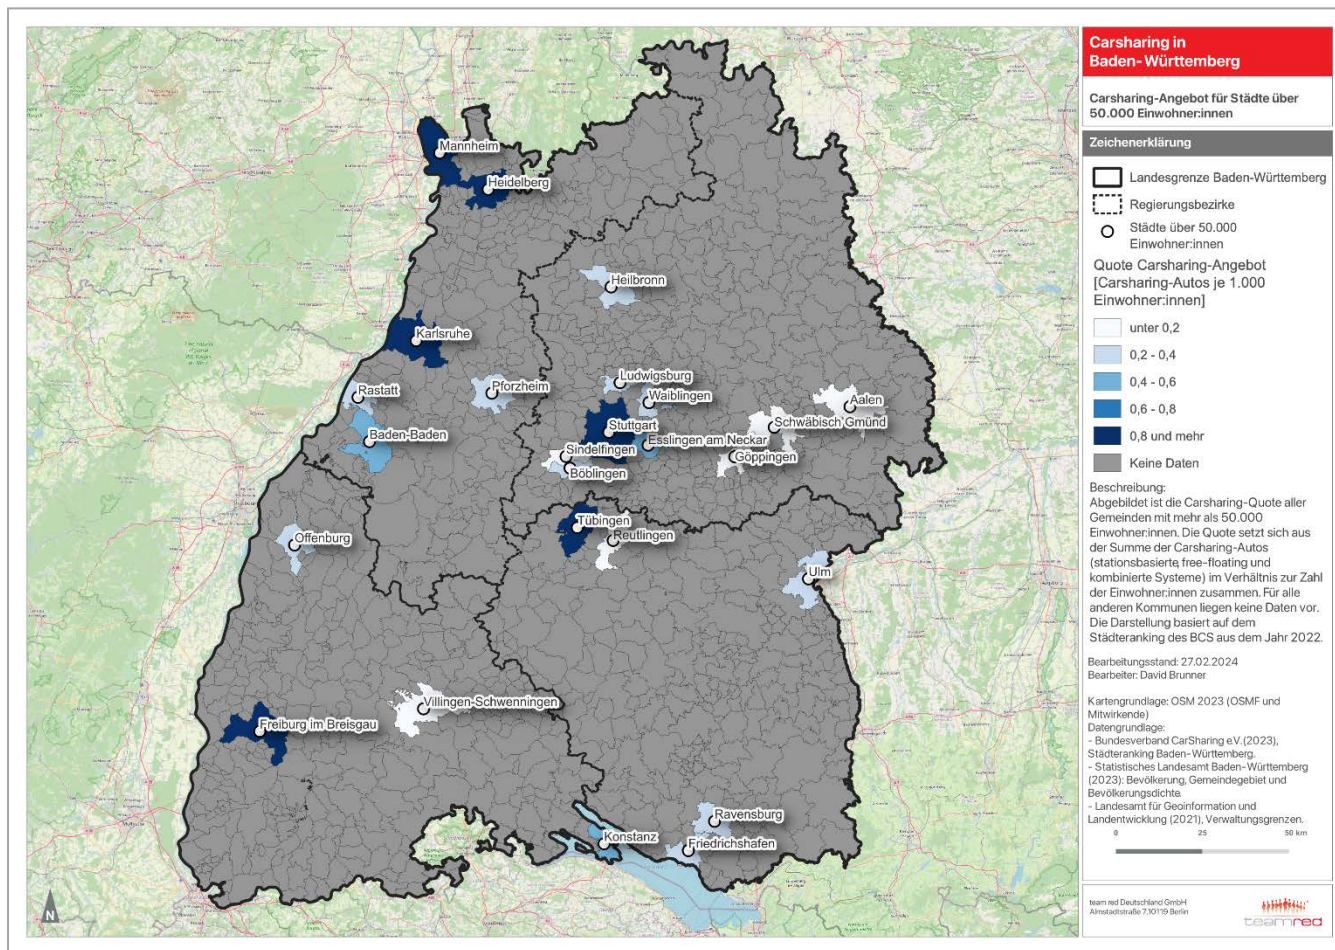 Carsharing in
Baden-Württemberg
Carsharing-Angebot für Städte über
50.000 Einwohner:innen
Zeichenerklärung
Landesgrenze Baden-Württemberg
Regierungsbezirke
Städte über 50.000
Einwohner:innen
Quote Carsharing-Angebot
[Carsharing-Autos je 1.000
Einwohner:innen]
unter 0,2
0,2 - 0,4
0,4 - 0,6
0,6 - 0,8
0,8 und mehr
Keine Daten
Beschreibung:
Abgebildet ist die Carsharing-Quote aller
Gemeinden mit mehr als 50.000
Einwohner:innen. Die Quote setzt sich aus
der Summe der Carsharing-Autos
(stationsbasierte, free-floating und
kombinierte Systeme) im Verhältnis zur Zahl
der Einwohner:innen zusammen. Für alle
anderen Kommunen liegen keine Daten vor.
Die Darstellung basiert auf dem
Städteranking des BCS aus dem Jahr 2022.
Bearbeitungsstand: 27.02.2024
Bearbeiter: David Brunner
Kartengrundlage: OSM 2023 (OSMF und
Mitwirkende)
Datengrundlage:
- Bundesverband CarSharing e.V.(2023),
Städteranking Baden-Württemberg.
- Statistisches Landesamt Baden-Württemberg
(2023): Bevölkerung, Gemeindegebiet und
Bevölkerungsdichte.
- Landesamt für Geoinformation und
Landentwicklung (2021), Verwaltungsgrenzen.
0 25 50 km
team red Deutschland GmbH
Almstadtstraße 7,10119 Berlin
teamred
Mannheim
Heidelberg
Heilbronn
Karlsruhe
Rastatt
Pforzheim
Ludwigsburg
Waiblingen
Aalen
Baden-Baden
Stuttgart
Schwäbisch Gmünd
Esslingen am Neckar
Sindelfingen
Göppingen
Böblingen
Tübingen
Reutlingen
Offenburg
Ulm
Villingen-Schwenningen
Freiburg im Breisgau
Ravensburg
Konstanz
Friedrichshafen
N